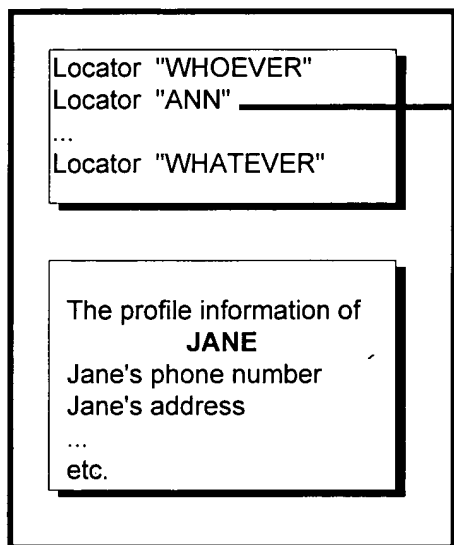 Locator "WHOEVER"
Locator "ANN"
...
Locator "WHATEVER"
The profile information of
JANE
Jane's phone number
Jane's address
...
etc.